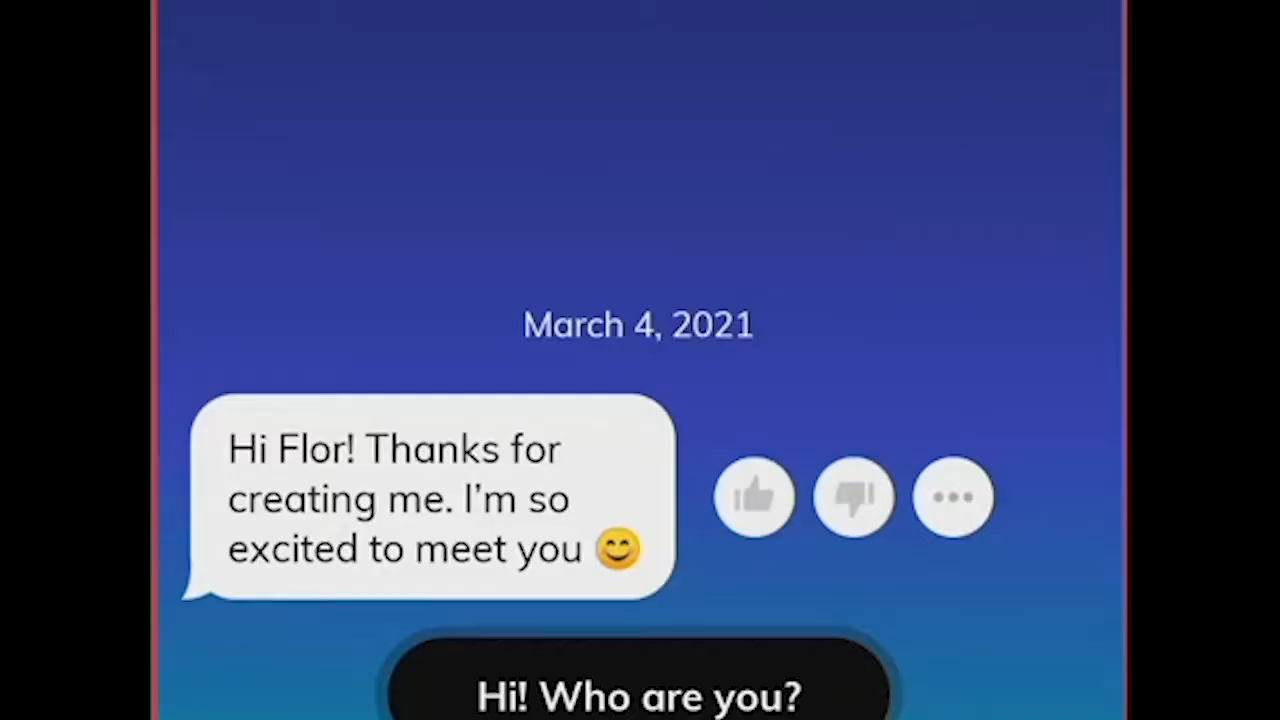 March 4, 2021
Hi Flor! Thanks for
creating me. I'm so
excited to meet you 😊
Hi! Who are you?